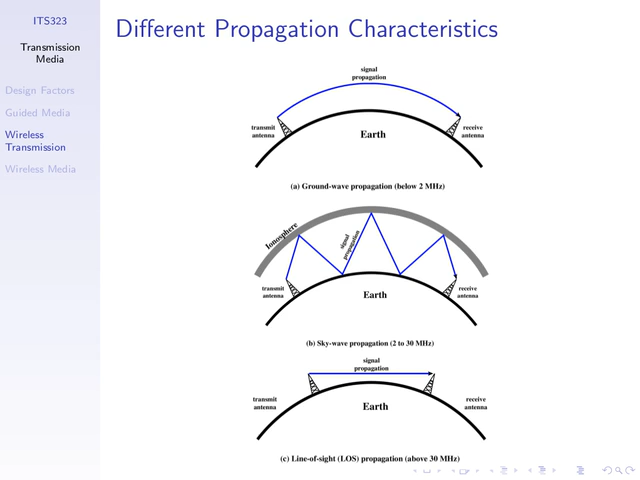 ITS323
Transmission
Media
Design Factors
Guided Media
Wireless
Transmission
Wireless Media
Different Propagation Characteristics
signal
propagation
transmit
antenna
Earth
receive
antenna
(a) Ground-wave propagation (below 2 MHz)
Ionosphere
signal
propagation
transmit
antenna
Earth
receive
antenna
(b) Sky-wave propagation (2 to 30 MHz)
signal
propagation
transmit
antenna
Earth
receive
antenna
(c) Line-of-sight (LOS) propagation (above 30 MHz)